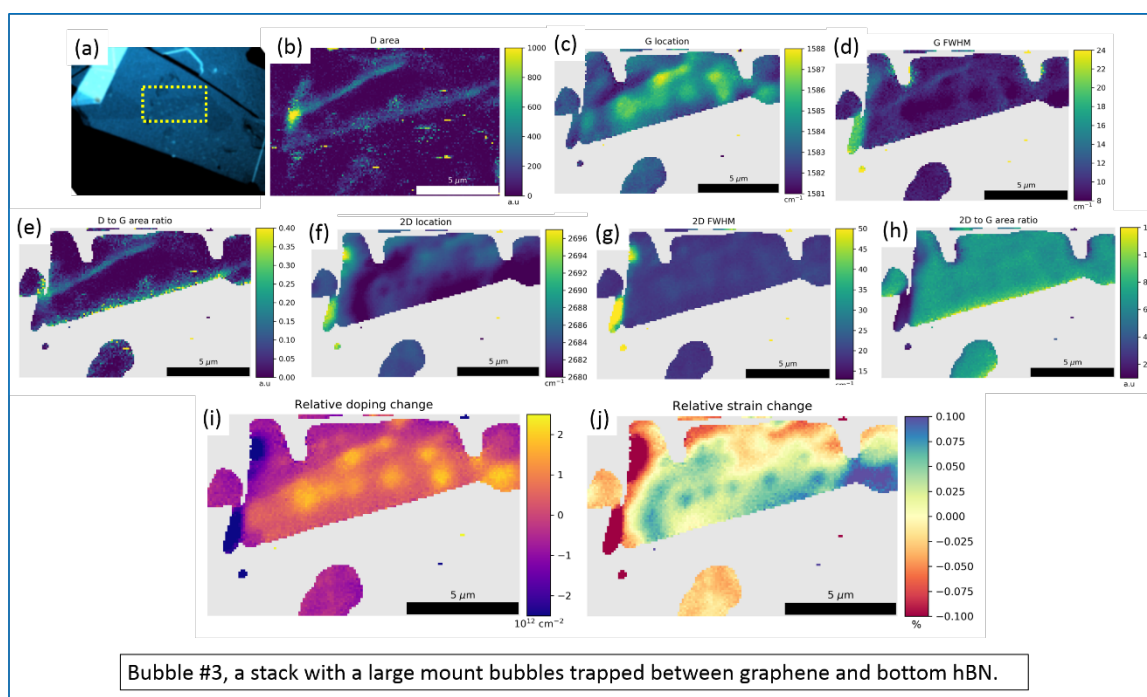 (a)
(b)
D area
1000
800
600
400
200
0
a.u
5 μm
(c)
G location
1588
1587
1586
1585
1584
1583
1582
1581
cm⁻¹
5 μm
(d)
G FWHM
24
22
20
18
16
14
12
10
8
cm⁻¹
5 μm
(e)
D to G area ratio
0.40
0.35
0.30
0.25
0.20
0.15
0.10
0.05
0.00
a.u
5 μm
(f)
2D location
2696
2694
2692
2690
2688
2686
2684
2682
2680
cm⁻¹
5 μm
(g)
2D FWHM
50
45
40
35
30
25
20
15
cm⁻¹
5 μm
(h)
2D to G area ratio
8
6
4
2
a.u
5 μm
(i)
Relative doping change
2
1
0
−1
−2
10¹² cm⁻²
5 μm
(j)
Relative strain change
0.100
0.075
0.050
0.025
0.000
−0.025
−0.050
−0.075
−0.100
%
5 μm
Bubble #3, a stack with a large mount bubbles trapped between graphene and bottom hBN.